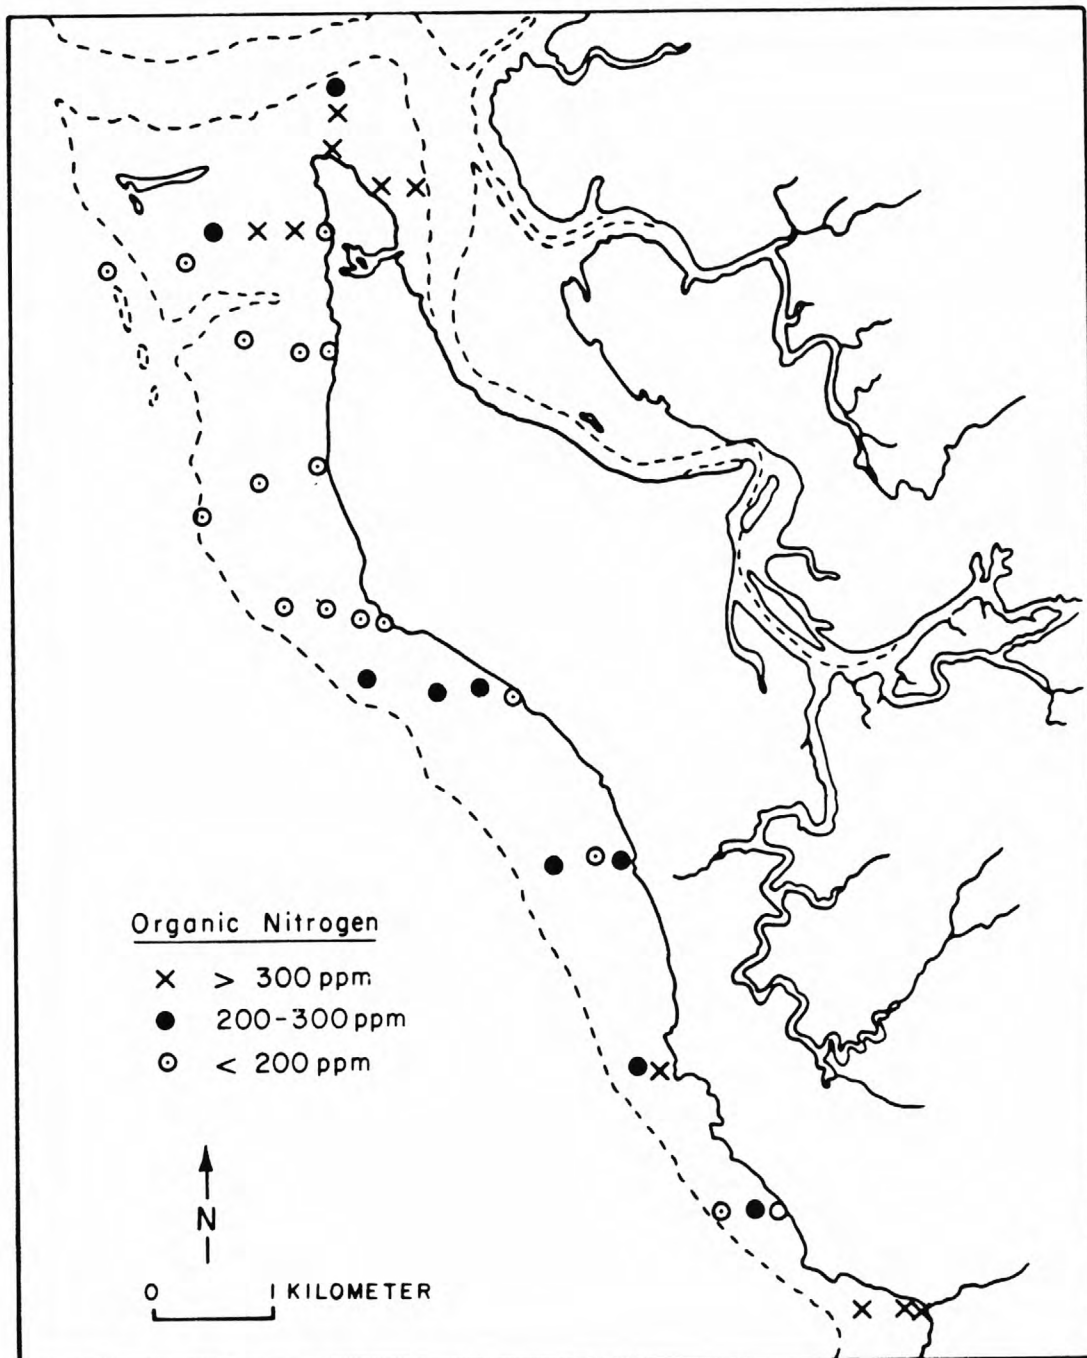 Organic Nitrogen
× > 300 ppm
● 200-300 ppm
⊙ < 200 ppm
N
0 1 KILOMETER